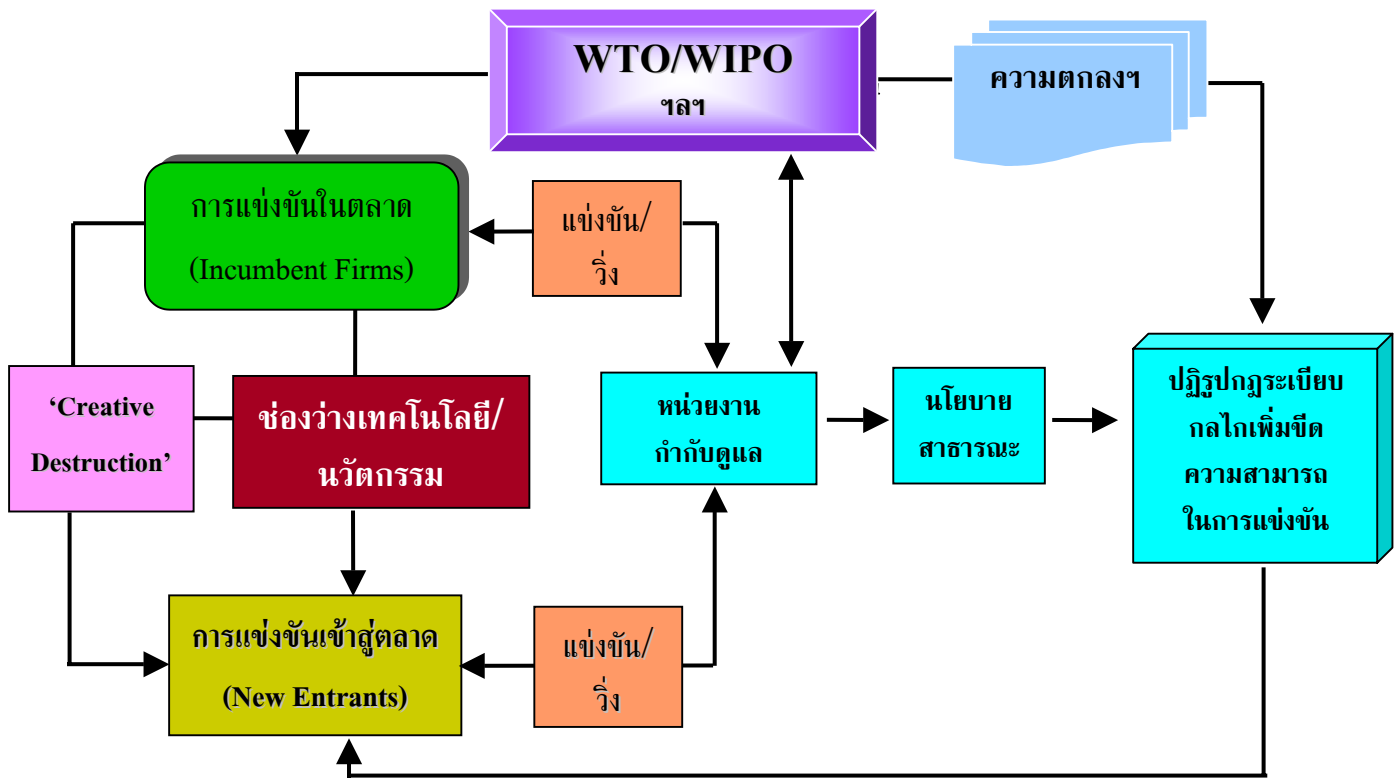 WTO/WIPO
ฯลฯ
ความตกลงฯ
การแข่งขันในตลาด
(Incumbent Firms)
แข่งขัน/
วิ่ง
‘Creative
Destruction’
ช่องว่างเทคโนโลยี/
นวัตกรรม
หน่วยงาน
กำกับดูแล
นโยบาย
สาธารณะ
ปฏิรูปกฎระเบียบ
กลไกเพิ่มขีด
ความสามารถ
ในการแข่งขัน
การแข่งขันเข้าสู่ตลาด
(New Entrants)
แข่งขัน/
วิ่ง